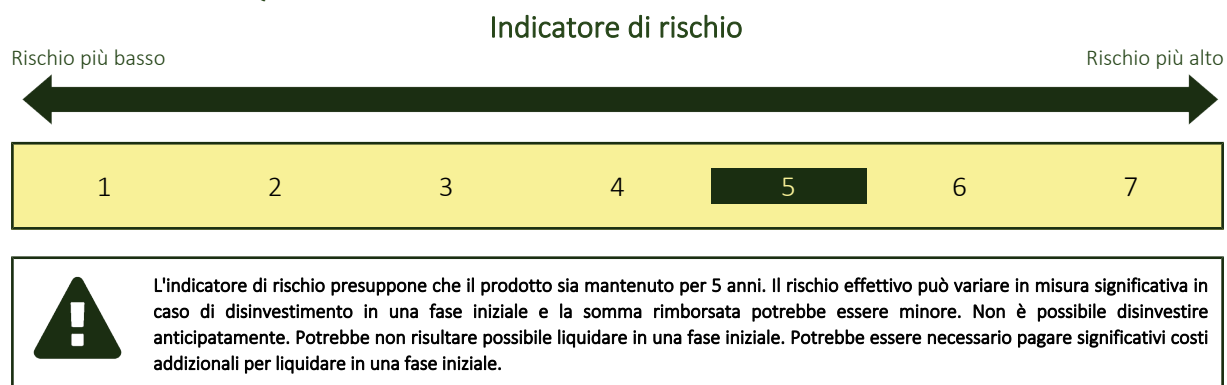 Indicatore di rischio
Rischio più basso
Rischio più alto
1 2 3 4 5 6 7
L'indicatore di rischio presuppone che il prodotto sia mantenuto per 5 anni. Il rischio effettivo può variare in misura significativa in
caso di disinvestimento in una fase iniziale e la somma rimborsata potrebbe essere minore. Non è possibile disinvestire
anticipatamente. Potrebbe non risultare possibile liquidare in una fase iniziale. Potrebbe essere necessario pagare significativi costi
addizionali per liquidare in una fase iniziale.